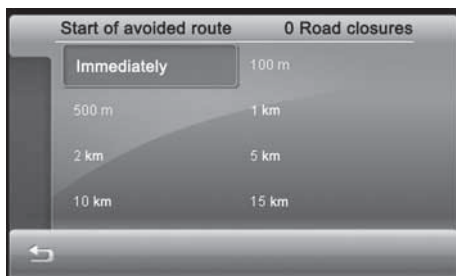 Start of avoided route 0 Road closures
Immediately 100 m
500 m 1 km
2 km 5 km
10 km 15 km